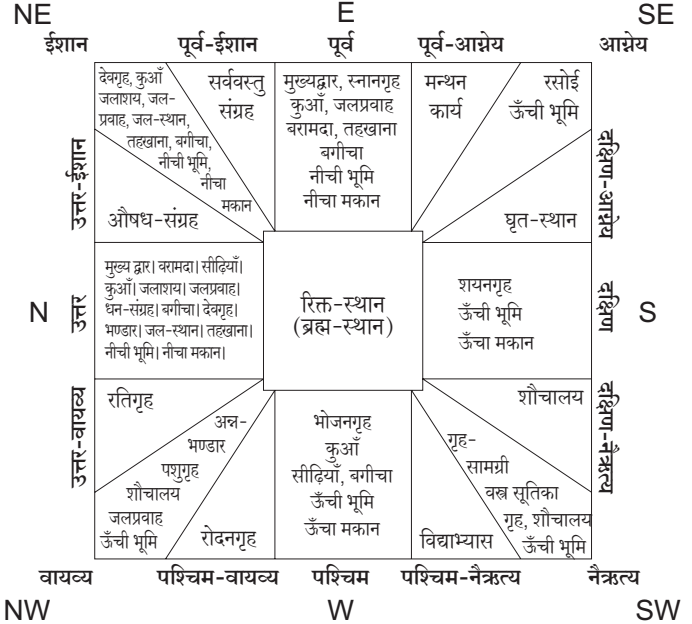 NE
E
SE
ईशान
पूर्व-ईशान
पूर्व
पूर्व-आग्नेय
आग्नेय
देवगृह, कुआँ
जलाशय, जल-
प्रवाह, जल-स्थान,
तहखाना, बगीचा,
नीची भूमि,
नीचा
मकान
सर्ववस्तु
संग्रह
मुख्यद्वार, स्नानगृह
कुआँ, जलप्रवाह
बरामदा, तहखाना
बगीचा
नीची भूमि
नीचा मकान
मन्थन
कार्य
रसोई
ऊँची भूमि
उत्तर-ईशान
औषध-संग्रह
घृत-स्थान
दक्षिण-आग्नेय
N
उत्तर
मुख्य द्वार। वरामदा। सीढ़ियाँ।
कुआँ। जलाशय। जलप्रवाह।
धन-संग्रह। बगीचा। देवगृह।
भण्डार। जल-स्थान। तहखाना।
नीची भूमि। नीचा मकान।
रिक्त-स्थान
(ब्रह्म-स्थान)
शयनगृह
ऊँची भूमि
ऊँचा मकान
दक्षिण
S
उत्तर-वायव्य
रतिगृह
अन्न-
भण्डार
पशुगृह
शौचालय
जलप्रवाह
ऊँची भूमि
रोदनगृह
भोजनगृह
कुआँ
सीढ़ियाँ, बगीचा
ऊँची भूमि
ऊँचा मकान
विद्याभ्यास
गृह-
सामग्री
वस्त्र सूतिका
गृह, शौचालय
ऊँची भूमि
शौचालय
दक्षिण-नैऋत्य
वायव्य
पश्चिम-वायव्य
पश्चिम
पश्चिम-नैऋत्य
नैऋत्य
NW
W
SW